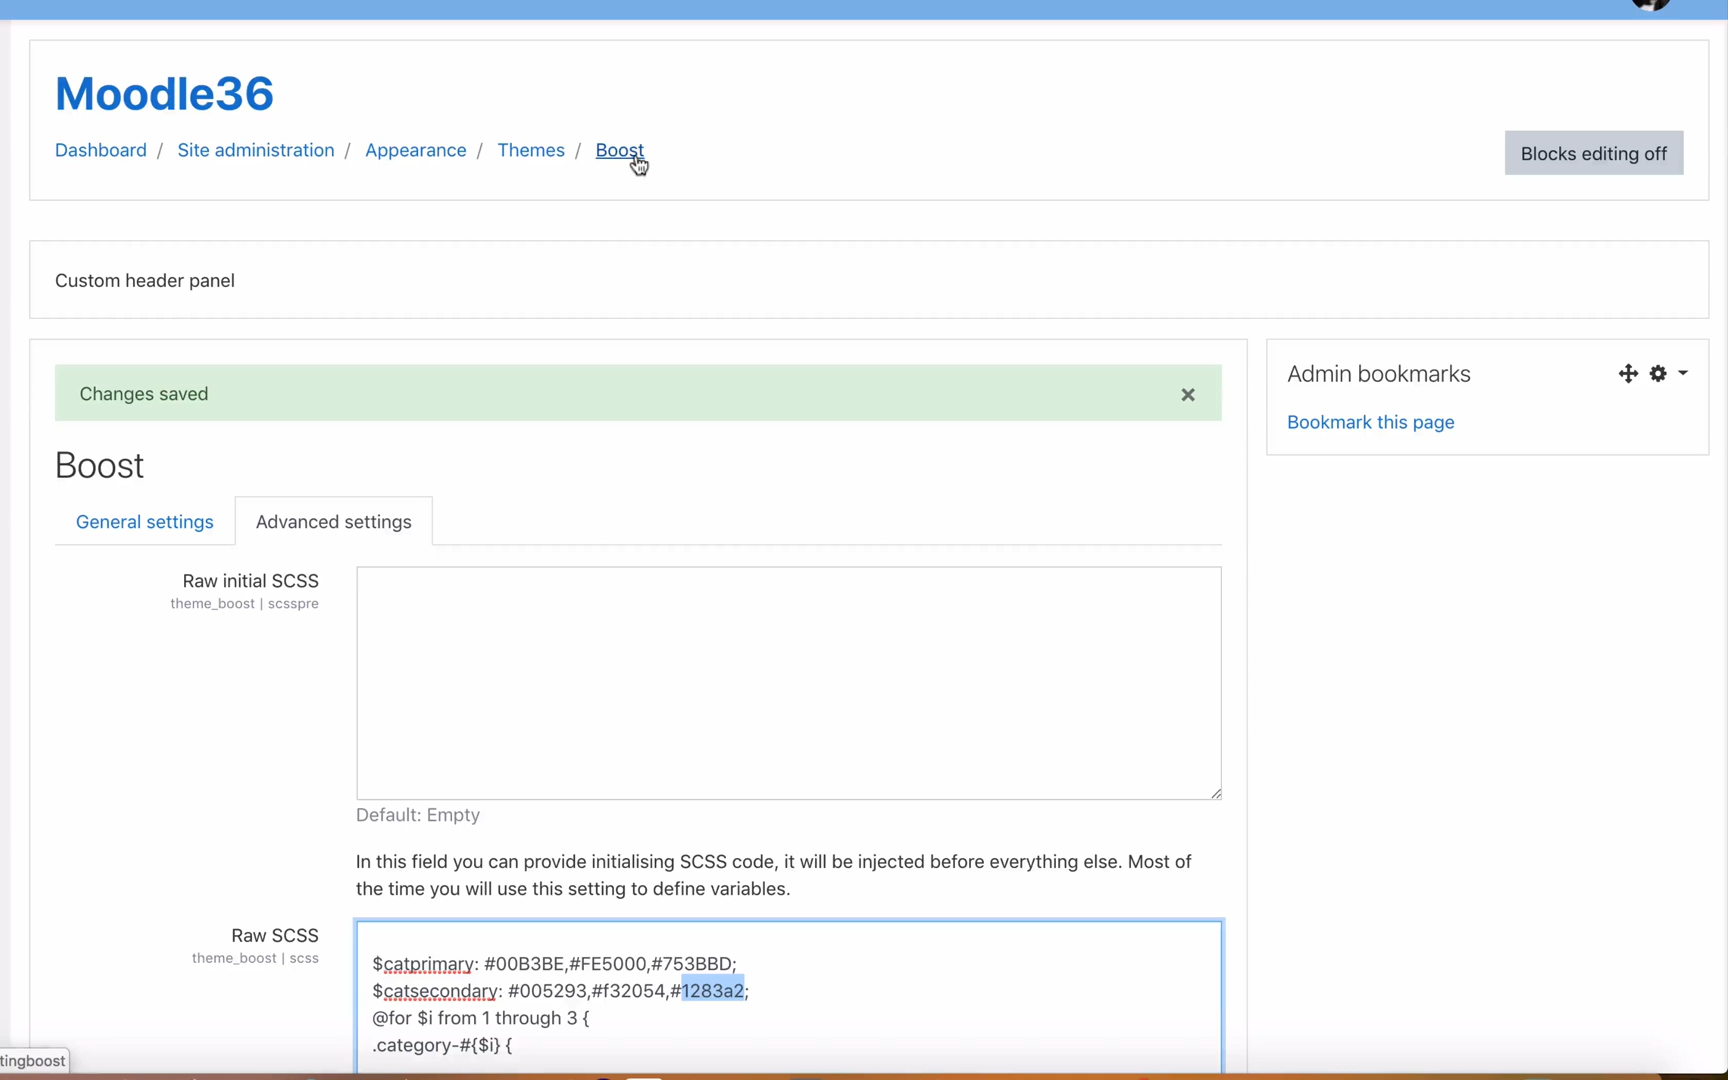 Moodle36
Dashboard / Site administration / Appearance / Themes / Boost
Blocks editing off
Custom header panel
Changes saved ×
Admin bookmarks
Bookmark this page
Boost
General settings Advanced settings
Raw initial SCSS
theme_boost | scsspre
Default: Empty
In this field you can provide initialising SCSS code, it will be injected before everything else. Most of
the time you will use this setting to define variables.
Raw SCSS
theme_boost | scss
$catprimary: #00B3BE,#FE5000,#753BBD;
$catsecondary: #005293,#f32054,#1283a2;
@for $i from 1 through 3 {
.category-#{$i} {
tingboost